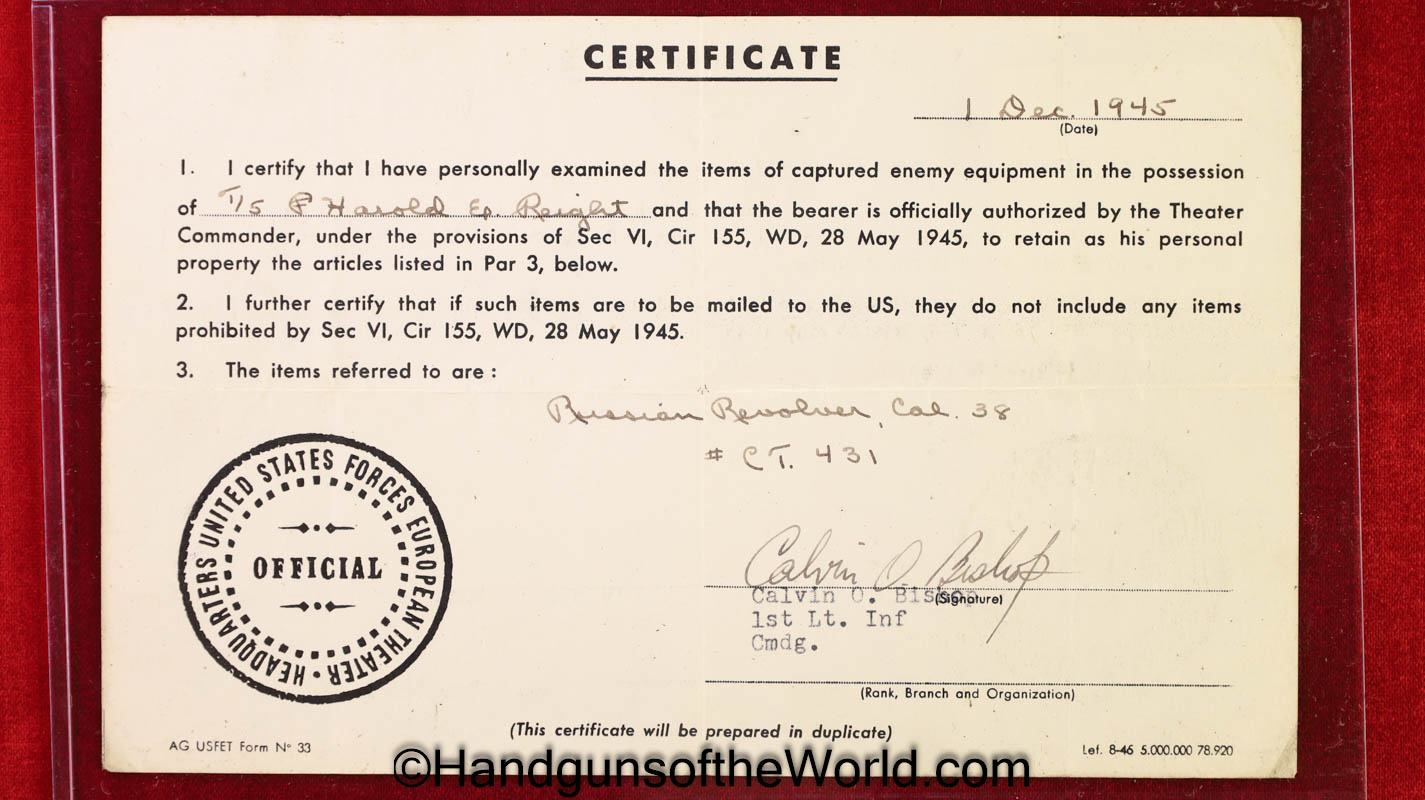 CERTIFICATE
1 Dec. 1945
(Date)
1. I certify that I have personally examined the items of captured enemy equipment in the possession
of T/5 Harold Reight and that the bearer is officially authorized by the Theater
Commander, under the provisions of Sec VI, Cir 155, WD, 28 May 1945, to retain as his personal
property the articles listed in Par 3, below.
2. I further certify that if such items are to be mailed to the US, they do not include any items
prohibited by Sec VI, Cir 155, WD, 28 May 1945.
3. The items referred to are :
Russian Revolver, Cal. 38
# CT. 431
HEADQUARTERS UNITED STATES FORCES EUROPEAN THEATER •
OFFICIAL
Calvin O. Bishop
Calvin O. Bishop
(Signature)
1st Lt. Inf
Cmdg.
(Rank, Branch and Organization)
(This certificate will be prepared in duplicate)
AG USFET Form N° 33
Lef. 8-46 5.000.000 78.920
©HandgunsoftheWorld.com